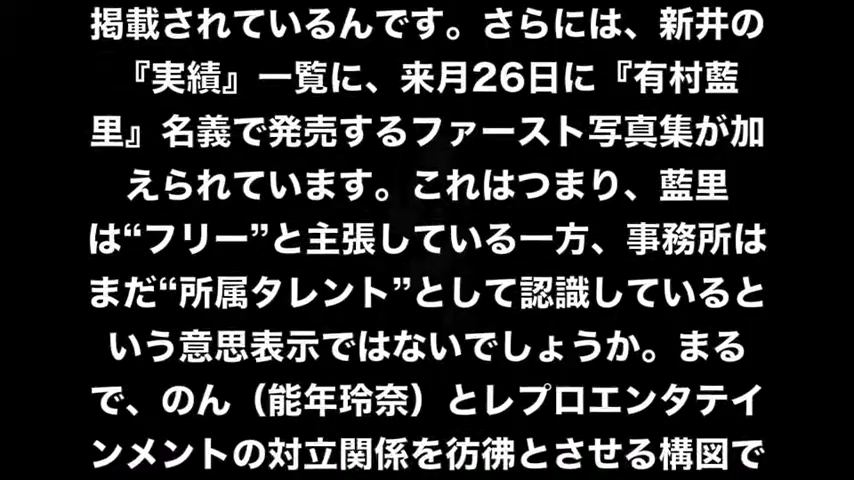 掲載されているんです。さらには、新井の
『実績』一覧に、来月26日に『有村藍
里』名義で発売するファースト写真集が加
えられています。これはつまり、藍里
は“フリー”と主張している一方、事務所は
まだ“所属タレント”として認識していると
いう意思表示ではないでしょうか。まる
で、のん（能年玲奈）とレプロエンタテイ
ンメントの対立関係を彷彿とさせる構図で